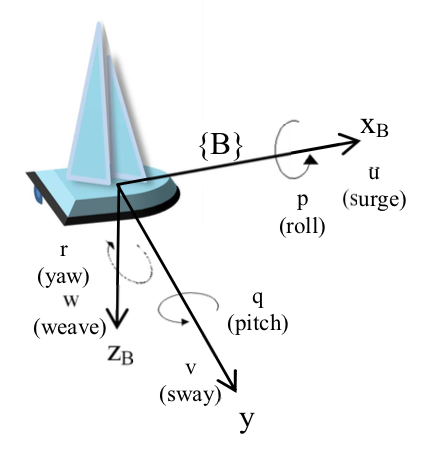 {B}
x_B
u
(surge)
p
(roll)
r
(yaw)
w
(weave)
z_B
q
(pitch)
v
(sway)
y